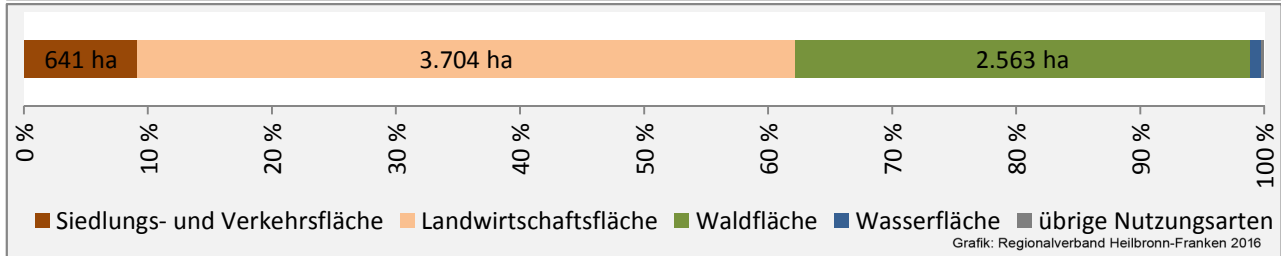 641 ha 3.704 ha 2.563 ha
0 % 10 % 20 % 30 % 40 % 50 % 60 % 70 % 80 % 90 % 100 %
Siedlungs- und Verkehrsfläche Landwirtschaftsfläche Waldfläche Wasserfläche übrige Nutzungsarten
Grafik: Regionalverband Heilbronn-Franken 2016